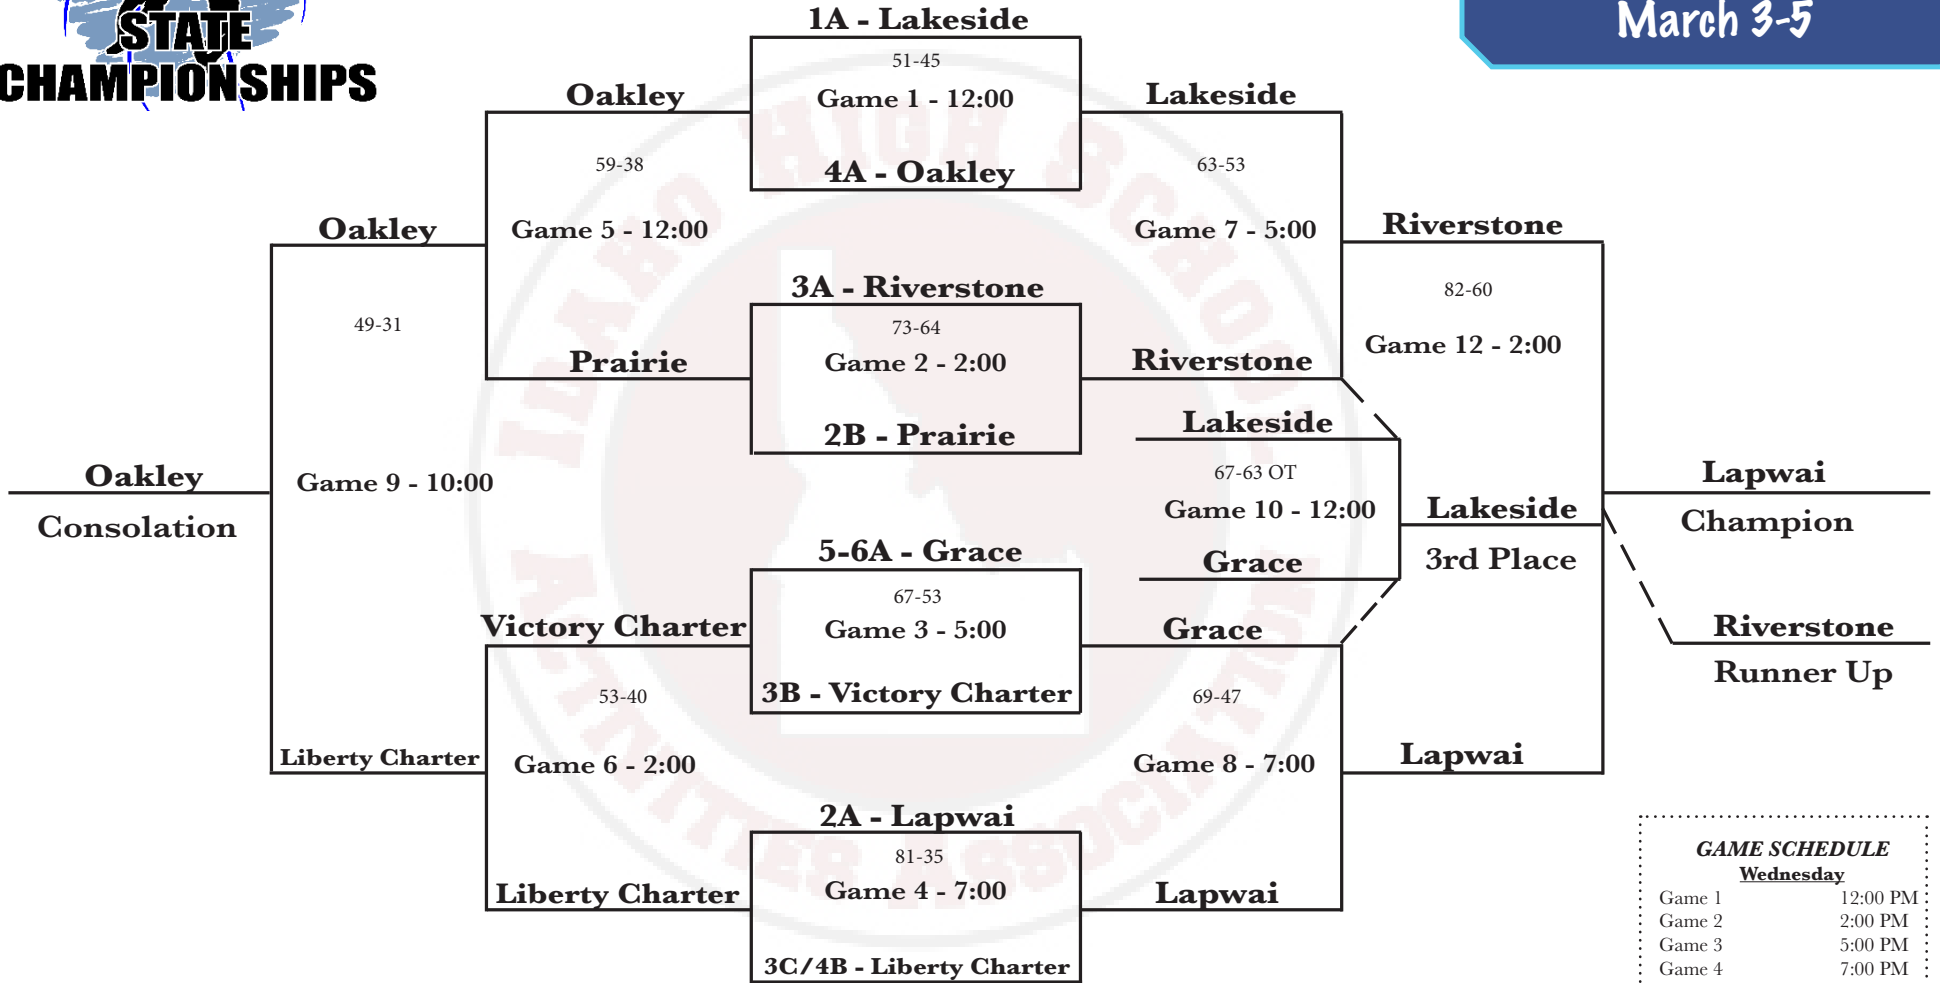 STATE
CHAMPIONSHIPS
March 3-5
1A - Lakeside
51-45
Game 1 - 12:00
4A - Oakley
Oakley
59-38
Game 5 - 12:00
Prairie
Lakeside
63-53
Game 7 - 5:00
Riverstone
Oakley
49-31
Game 9 - 10:00
Liberty Charter
Oakley
Consolation
3A - Riverstone
73-64
Game 2 - 2:00
2B - Prairie
Riverstone
82-60
Game 12 - 2:00
Lapwai
Lakeside
67-63 OT
Game 10 - 12:00
Grace
Lakeside
3rd Place
Lapwai
Champion
Riverstone
Runner Up
5-6A - Grace
67-53
Game 3 - 5:00
3B - Victory Charter
Victory Charter
53-40
Game 6 - 2:00
Liberty Charter
Grace
69-47
Game 8 - 7:00
Lapwai
2A - Lapwai
81-35
Game 4 - 7:00
3C/4B - Liberty Charter
GAME SCHEDULE
Wednesday
Game 1 12:00 PM
Game 2 2:00 PM
Game 3 5:00 PM
Game 4 7:00 PM
IDAHO HIGH SCHOOL
ACTIVITIES ASSOCIATION